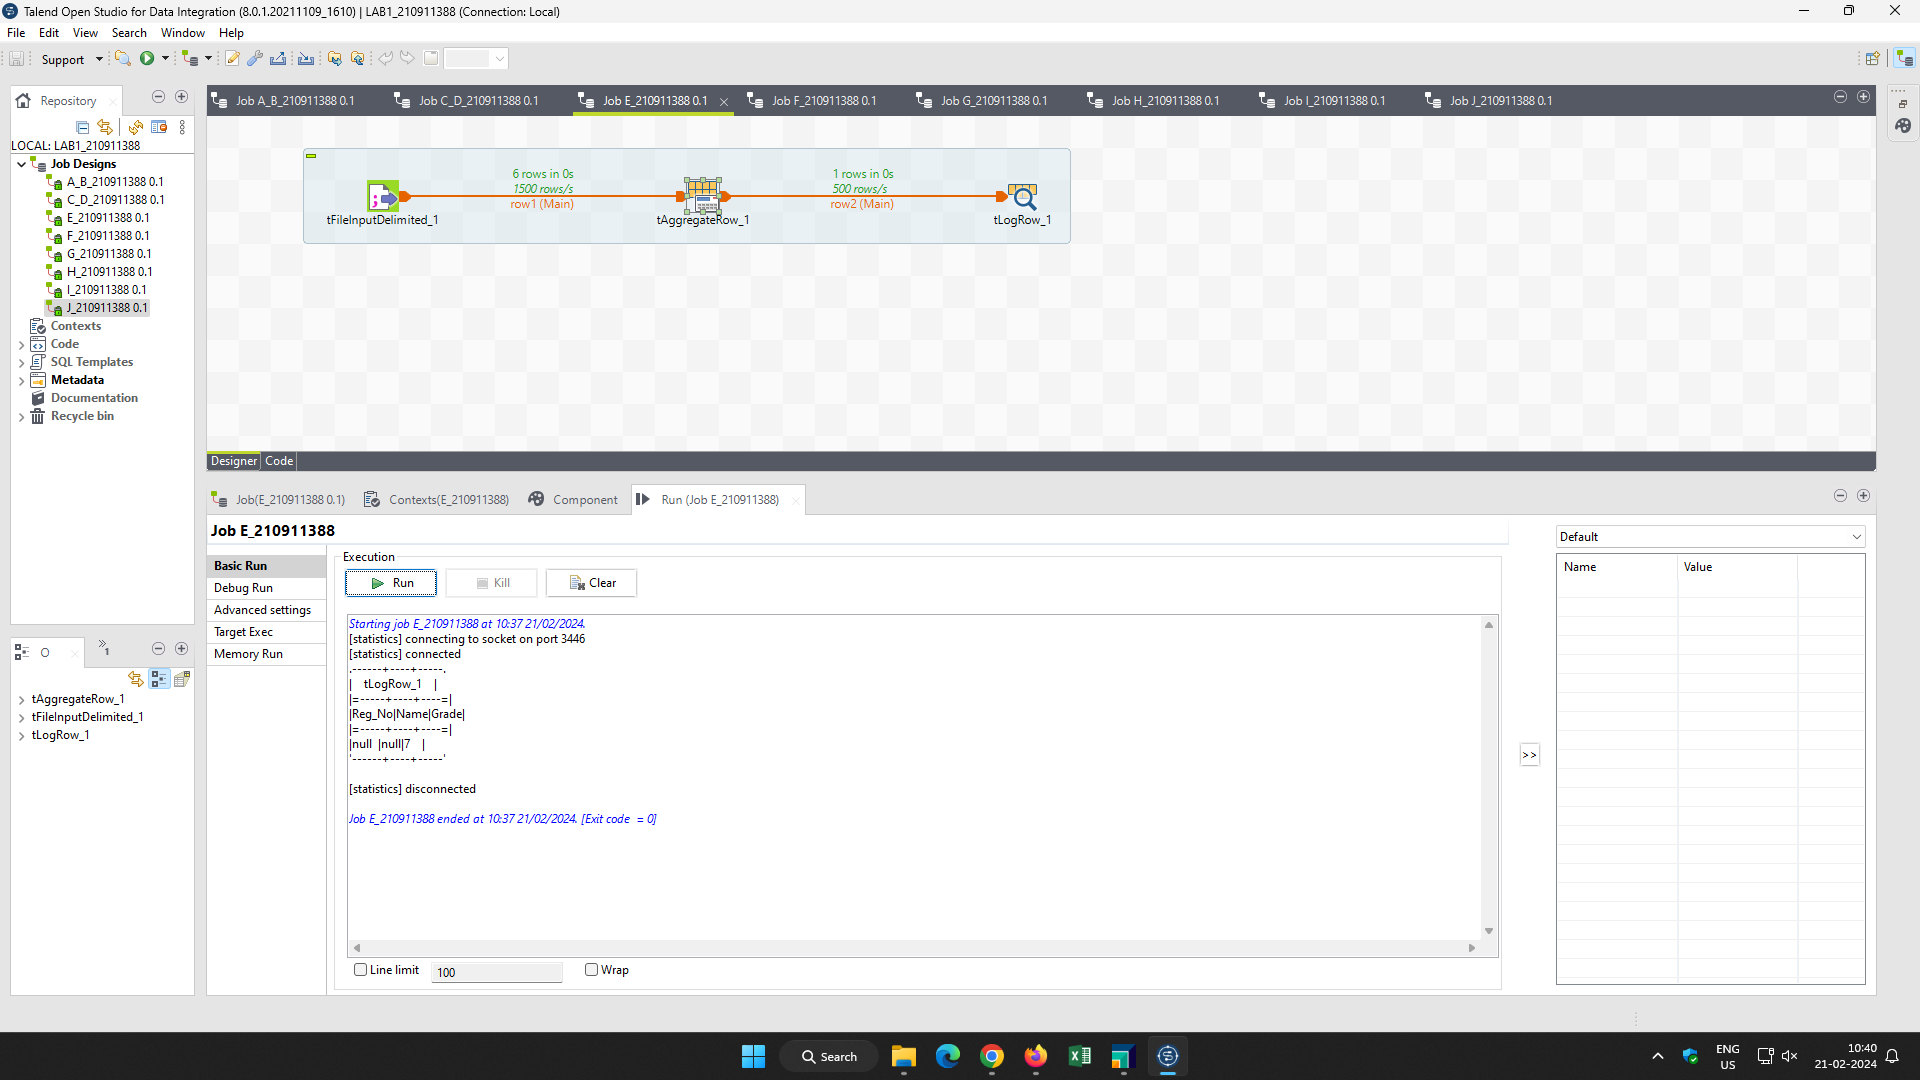 Talend Open Studio for Data Integration (8.0.1.20211109_1610) | LAB1_210911388 (Connection: Local)
File Edit View Search Window Help
Support
Repository
LOCAL: LAB1_210911388
Job Designs
A_B_210911388 0.1
C_D_210911388 0.1
E_210911388 0.1
F_210911388 0.1
G_210911388 0.1
H_210911388 0.1
I_210911388 0.1
J_210911388 0.1
Contexts
Code
SQL Templates
Metadata
Documentation
Recycle bin
O
»1
tAggregateRow_1
tFileInputDelimited_1
tLogRow_1
Job A_B_210911388 0.1 Job C_D_210911388 0.1 Job E_210911388 0.1 Job F_210911388 0.1 Job G_210911388 0.1 Job H_210911388 0.1 Job I_210911388 0.1 Job J_210911388 0.1
6 rows in 0s 1 rows in 0s
1500 rows/s 500 rows/s
row1 (Main) row2 (Main)
tFileInputDelimited_1 tAggregateRow_1 tLogRow_1
Designer Code
Job(E_210911388 0.1) Contexts(E_210911388) Component Run (Job E_210911388)
Job E_210911388
Basic Run
Debug Run
Advanced settings
Target Exec
Memory Run
Execution
Run Kill Clear
Starting job E_210911388 at 10:37 21/02/2024.
[statistics] connecting to socket on port 3446
[statistics] connected
.------+----+-----.
| tLogRow_1 |
|=-----+----+----=|
|Reg_No|Name|Grade|
|=-----+----+----=|
|null |null|7 |
'------+----+-----'
[statistics] disconnected
Job E_210911388 ended at 10:37 21/02/2024. [Exit code = 0]
Line limit 100 Wrap
>>
Default
Name Value
Search
ENG
US
10:40
21-02-2024